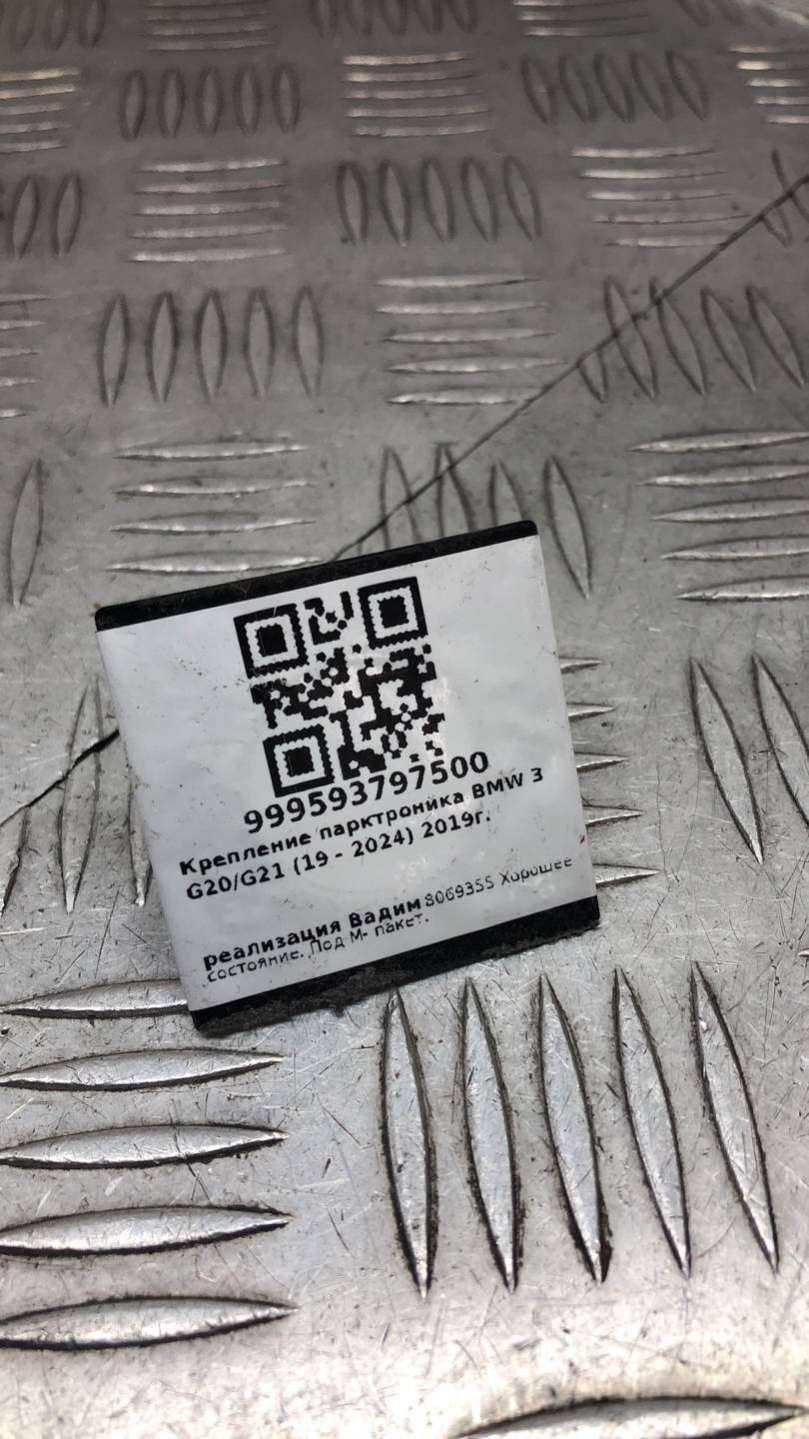 999593797500
Крепление парктроника BMW 3
G20/G21 (19 - 2024) 2019г.
реализация Вадим 8069355 Хорошее
состояние. Под М- пакет.